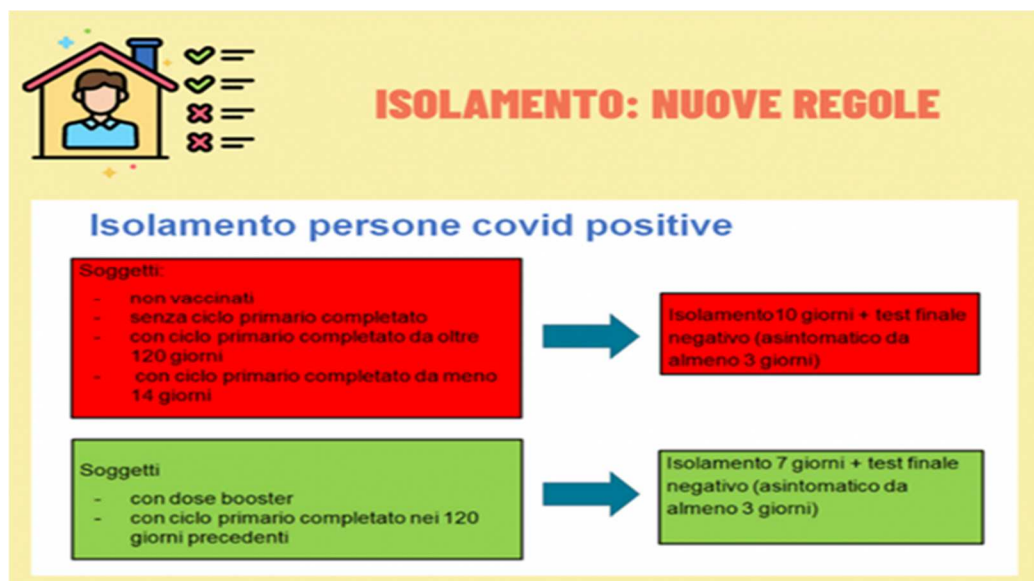 ISOLAMENTO: NUOVE REGOLE
Isolamento persone covid positive
Soggetti:
- non vaccinati
- senza ciclo primario completato
- con ciclo primario completato da oltre
120 giorni
- con ciclo primario completato da meno
14 giorni
Isolamento10 giorni + test finale
negativo (asintomatico da
almeno 3 giorni)
Soggetti
- con dose booster
- con ciclo primario completato nei 120
giorni precedenti
Isolamento 7 giorni + test finale
negativo (asintomatico da
almeno 3 giorni)